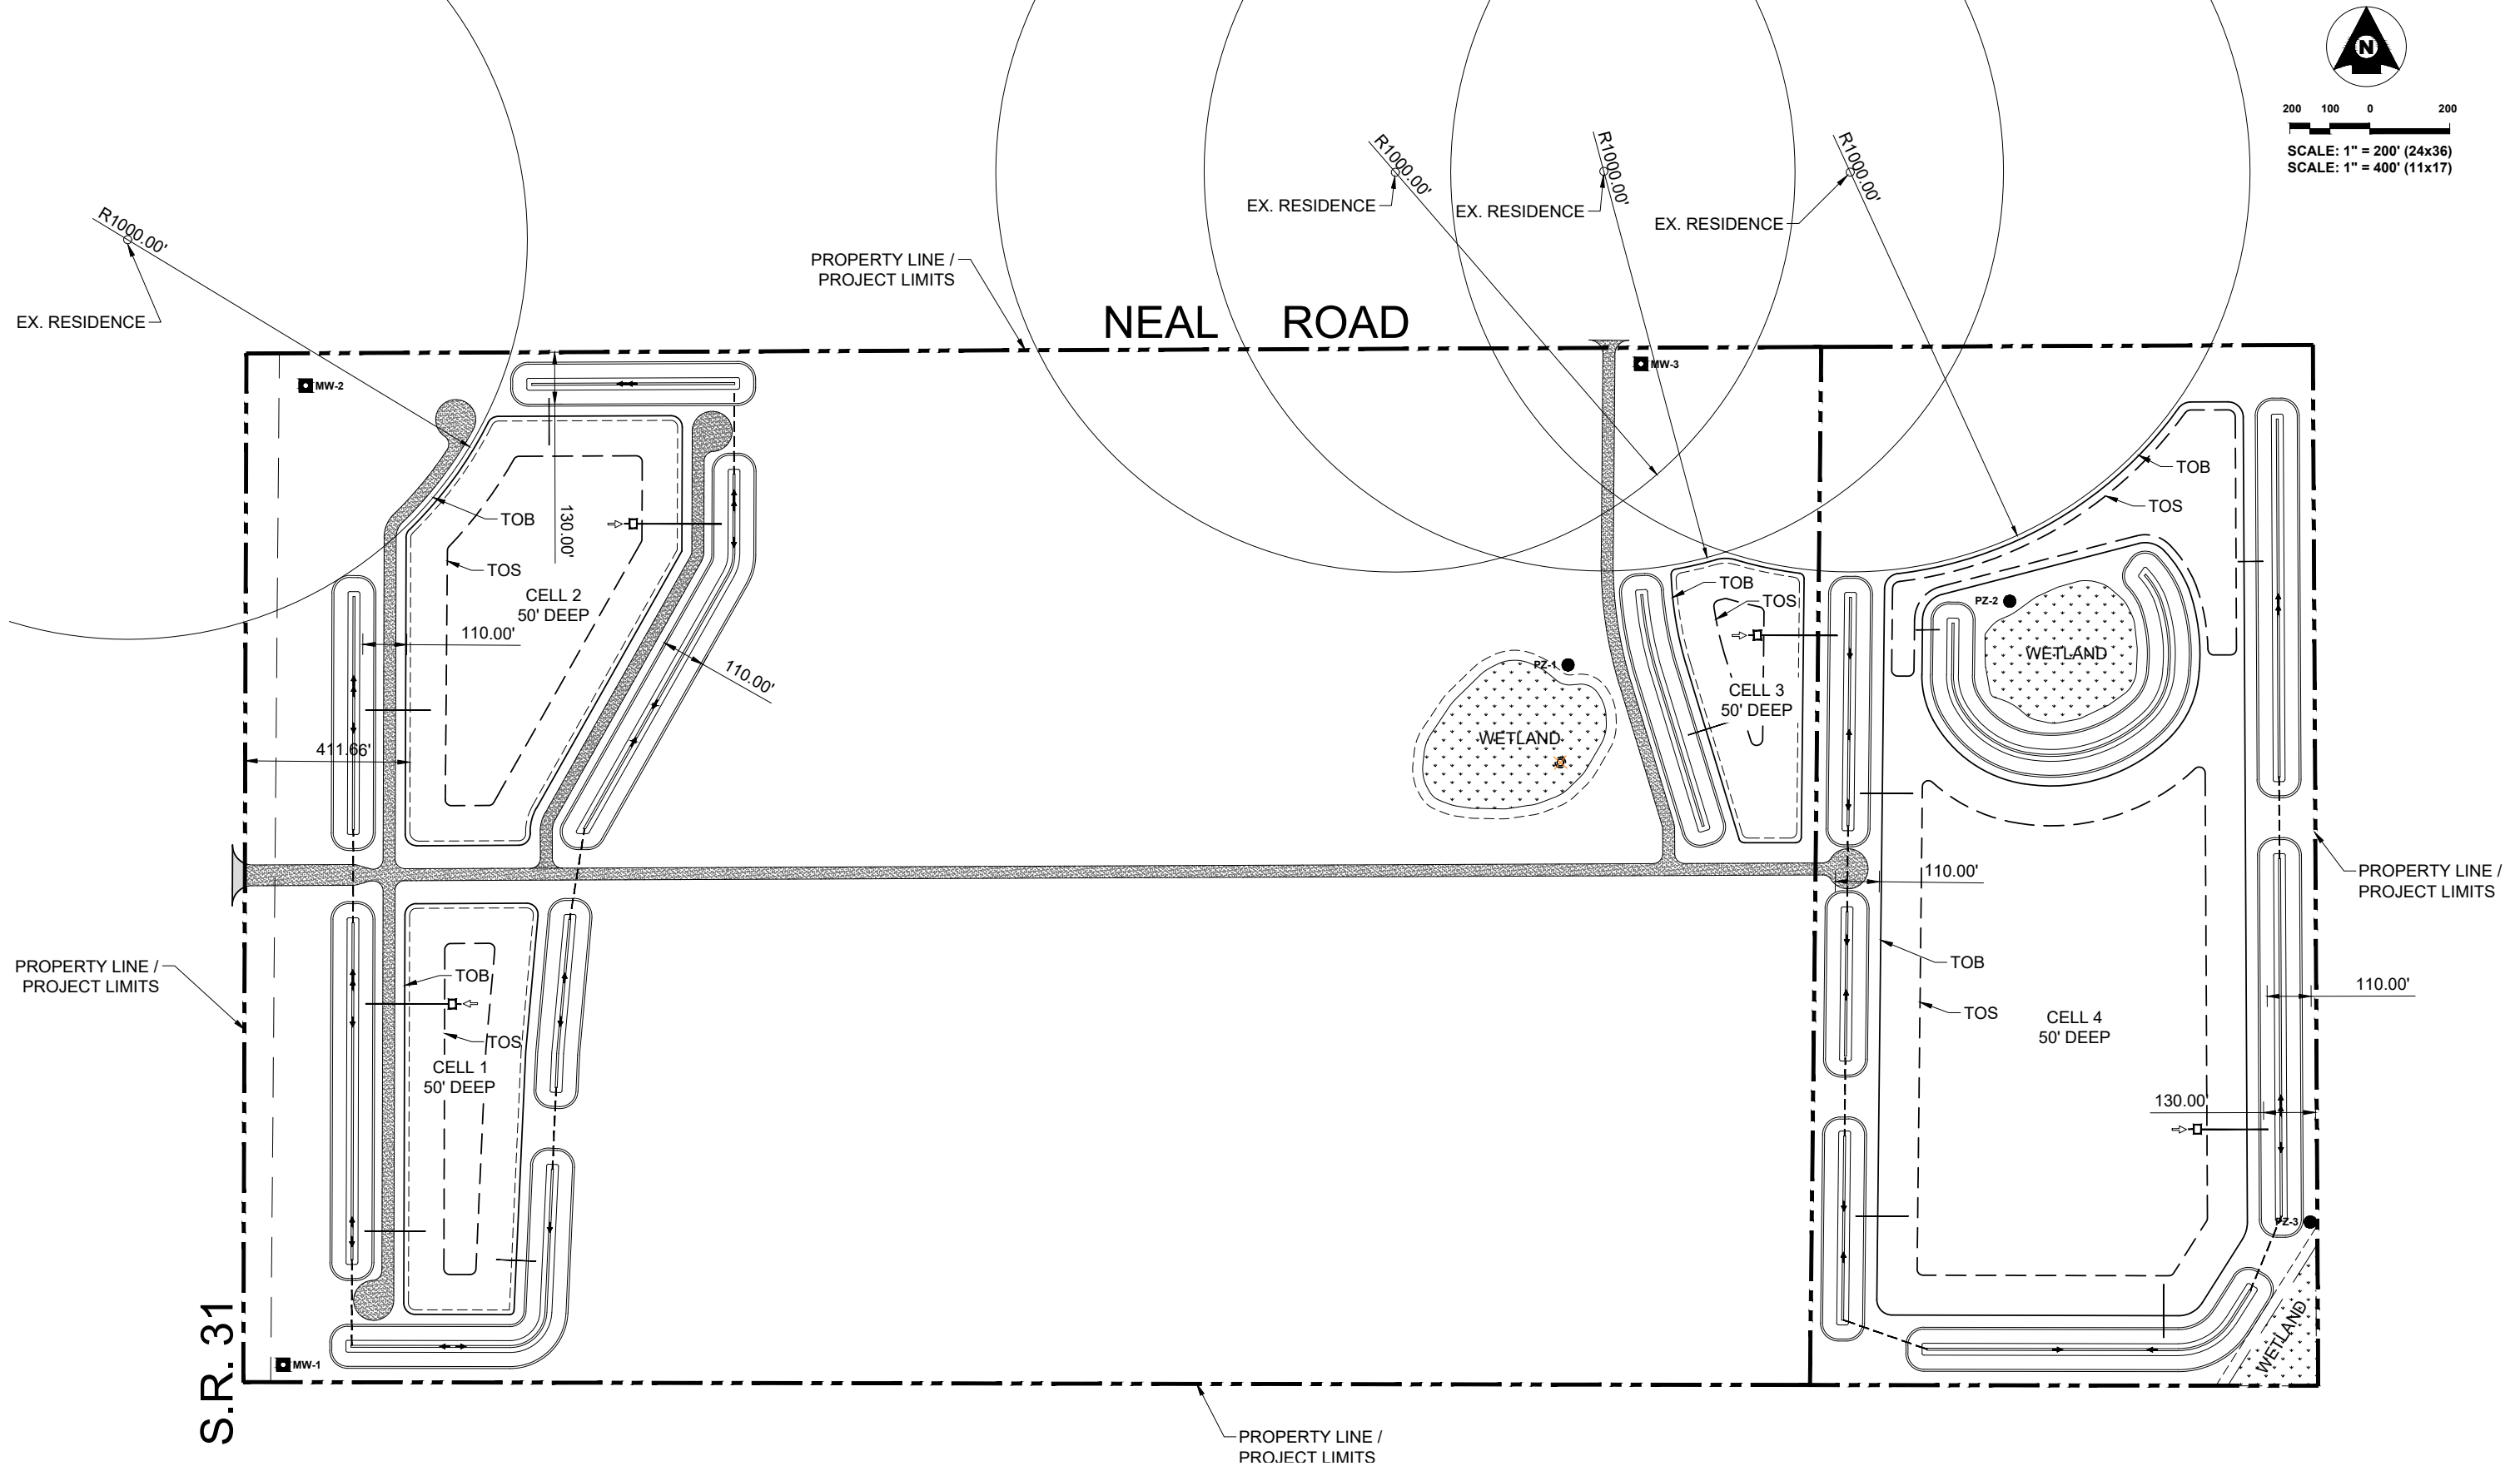 N
200 100 0 200
SCALE: 1" = 200' (24x36)
SCALE: 1" = 400' (11x17)
R1000.00'
R1000.00'
R1000.00'
EX. RESIDENCE
EX. RESIDENCE
EX. RESIDENCE
R1000.00'
EX. RESIDENCE
PROPERTY LINE /
PROJECT LIMITS
NEAL ROAD
MW-2
MW-3
TOB
TOS
130.00'
TOB
TOS
CELL 2
50' DEEP
110.00'
110.00'
411.66'
PZ-1
WETLAND
TOB
TOS
CELL 3
50' DEEP
PZ-2
WETLAND
110.00'
PROPERTY LINE /
PROJECT LIMITS
PROPERTY LINE /
PROJECT LIMITS
TOB
TOS
CELL 1
50' DEEP
TOB
TOS
CELL 4
50' DEEP
110.00'
130.00'
PZ-3
WETLAND
S.R. 31
MW-1
PROPERTY LINE /
PROJECT LIMITS